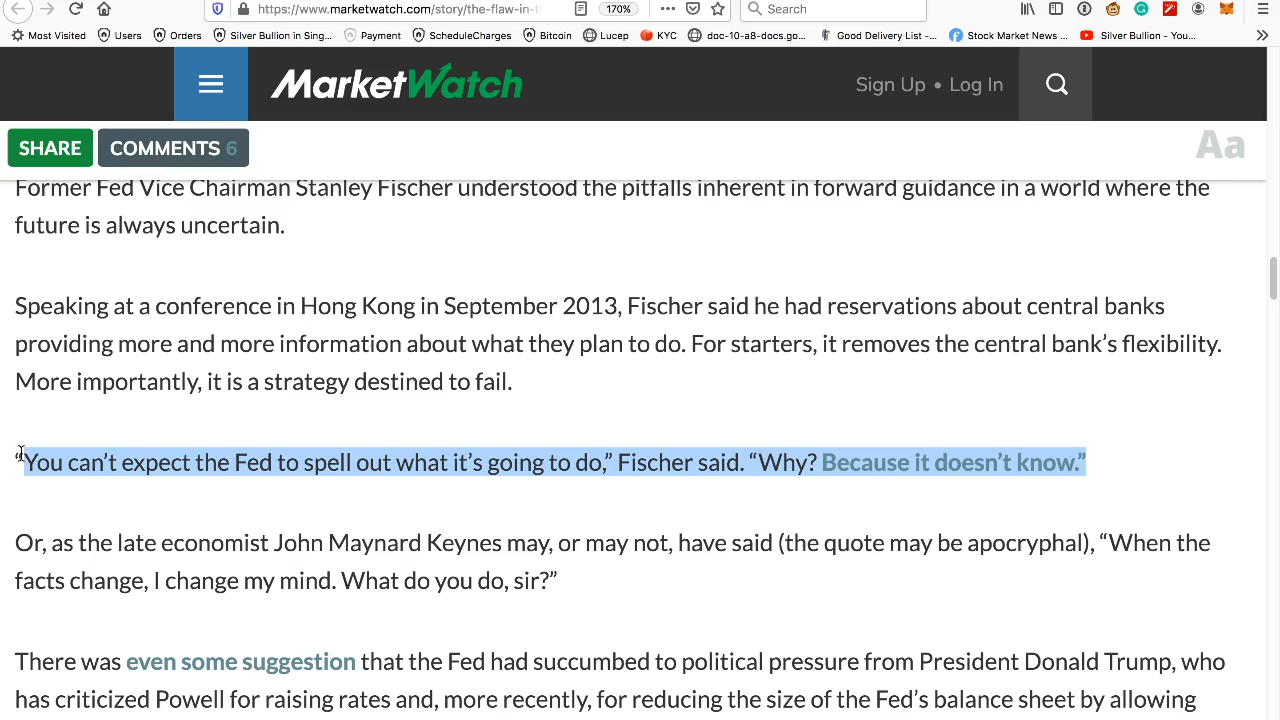 https://www.marketwatch.com/story/the-flaw-in-t
170%
Search
Most Visited
Users
Orders
Silver Bullion in Sing...
Payment
ScheduleCharges
Bitcoin
Lucep
KYC
doc-10-a8-docs.go...
Good Delivery List -...
Stock Market News ...
Silver Bullion - You...
MarketWatch
Sign Up • Log In
SHARE
COMMENTS 6
Aa
Former Fed Vice Chairman Stanley Fischer understood the pitfalls inherent in forward guidance in a world where the
future is always uncertain.
Speaking at a conference in Hong Kong in September 2013, Fischer said he had reservations about central banks
providing more and more information about what they plan to do. For starters, it removes the central bank’s flexibility.
More importantly, it is a strategy destined to fail.
“You can’t expect the Fed to spell out what it’s going to do,” Fischer said. “Why? Because it doesn’t know.”
Or, as the late economist John Maynard Keynes may, or may not, have said (the quote may be apocryphal), “When the
facts change, I change my mind. What do you do, sir?”
There was even some suggestion that the Fed had succumbed to political pressure from President Donald Trump, who
has criticized Powell for raising rates and, more recently, for reducing the size of the Fed’s balance sheet by allowing